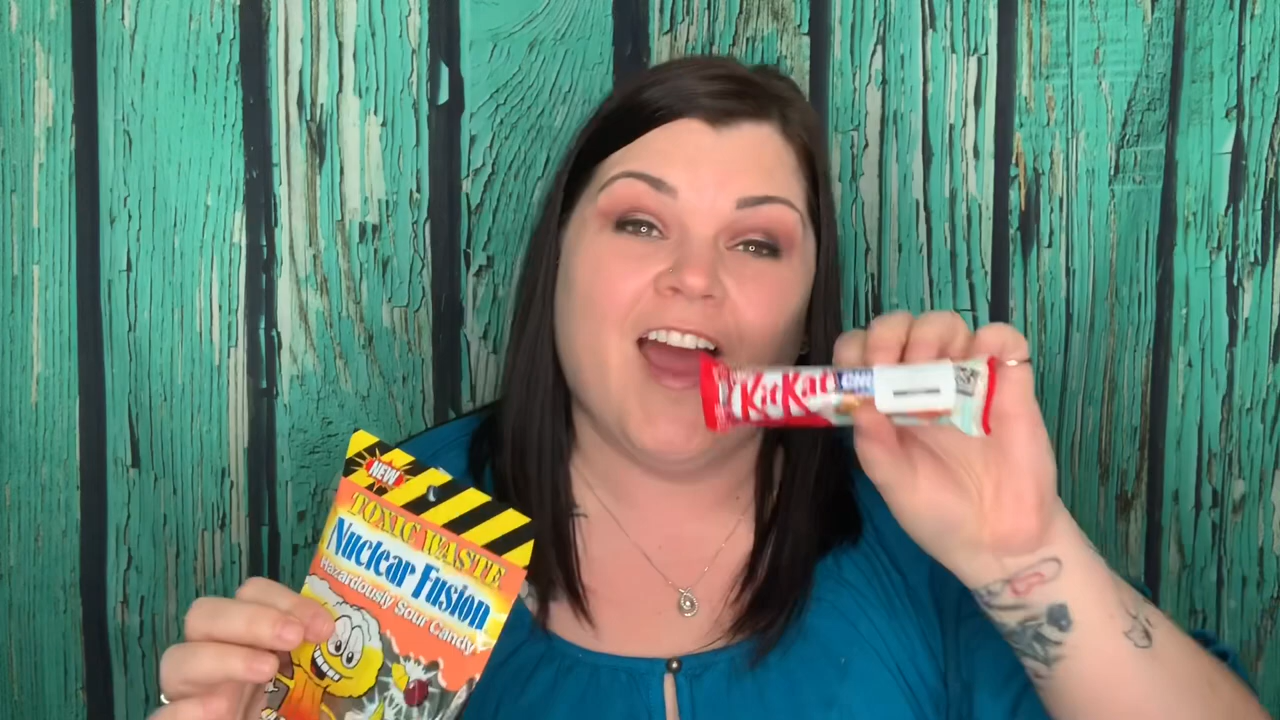 NEW
TOXIC WASTE
Nuclear Fusion
Hazardously Sour Candy
KitKat